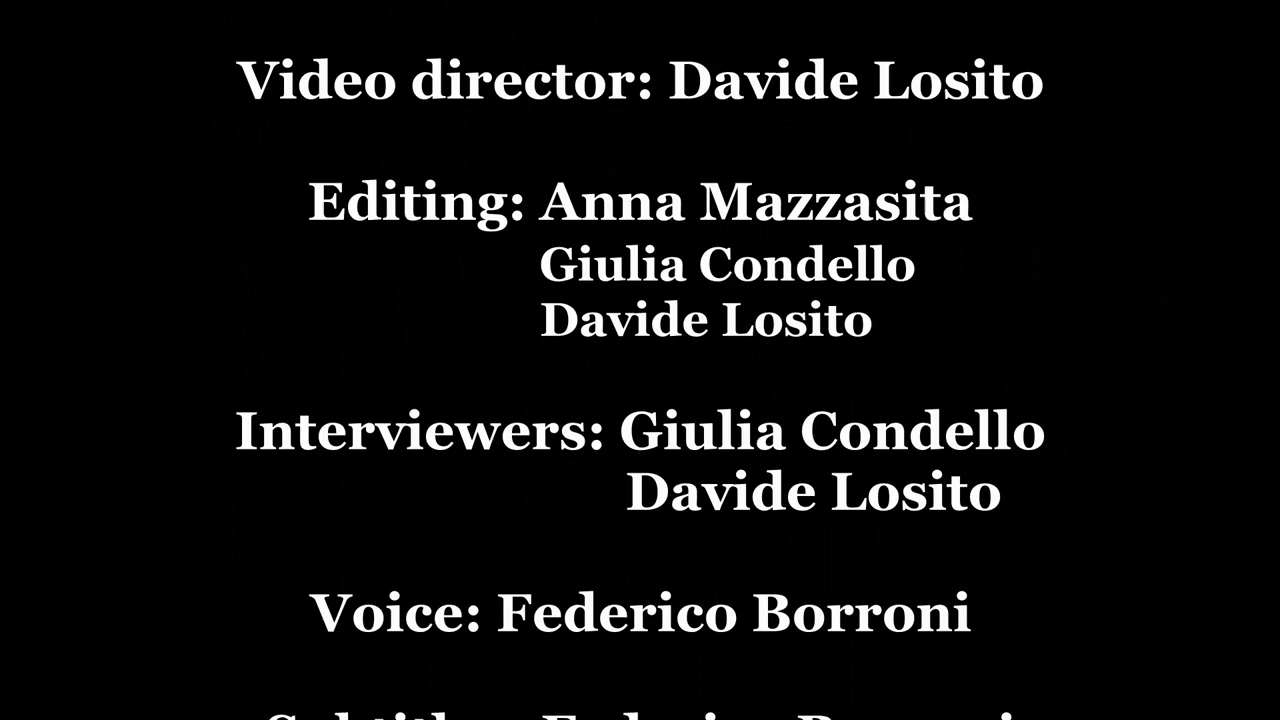 Video director: Davide Losito
Editing: Anna Mazzasita
Giulia Condello
Davide Losito
Interviewers: Giulia Condello
Davide Losito
Voice: Federico Borroni